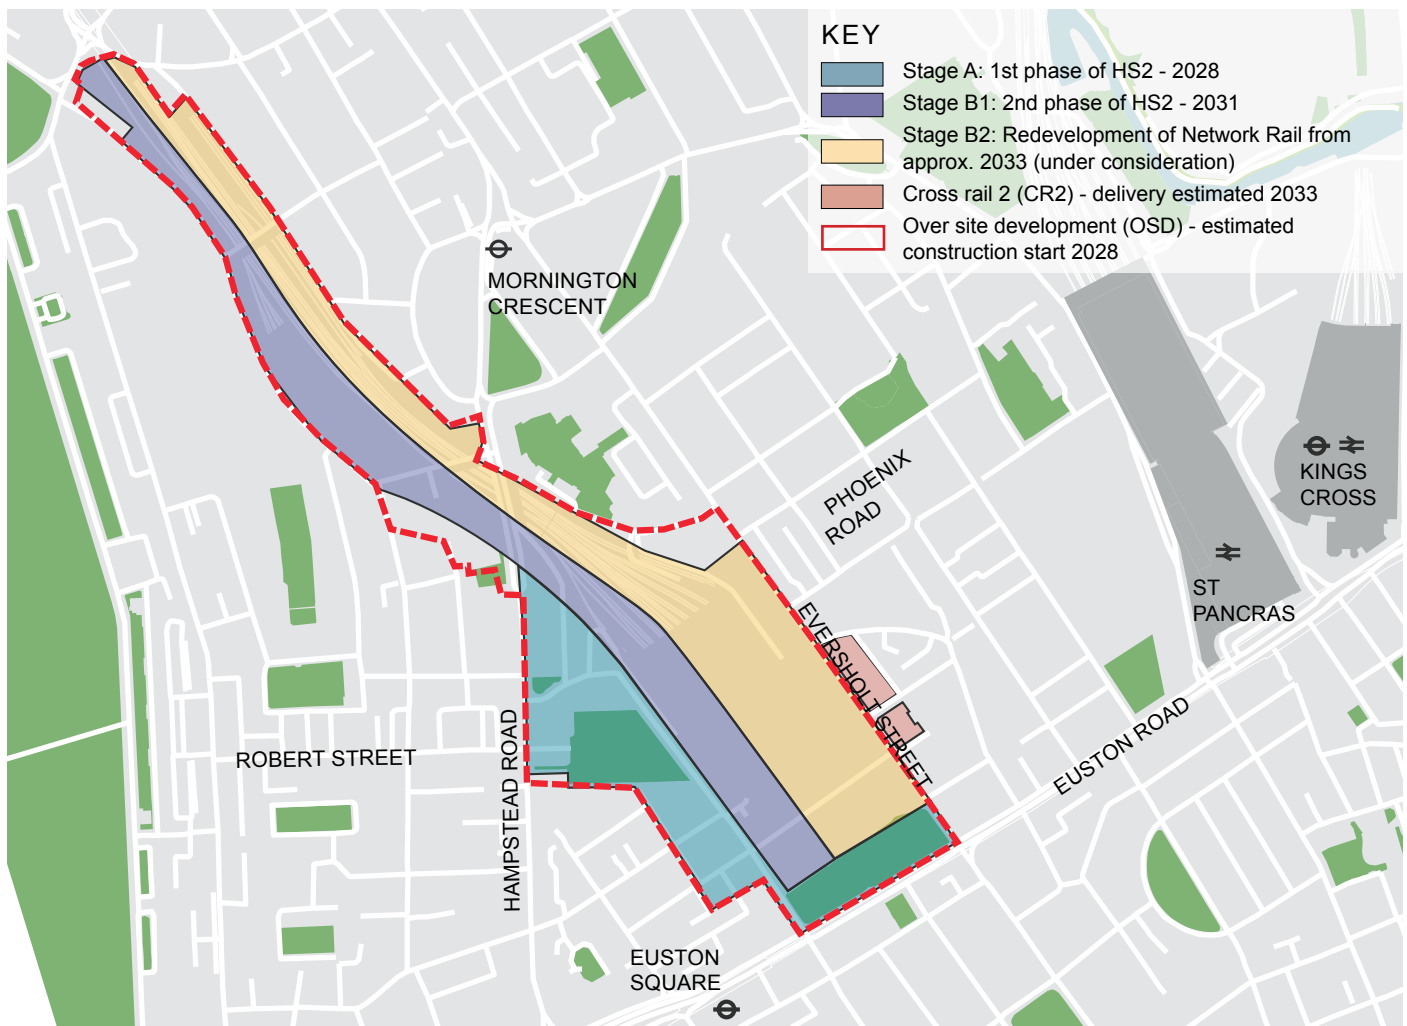 KEY
Stage A: 1st phase of HS2 - 2028
Stage B1: 2nd phase of HS2 - 2031
Stage B2: Redevelopment of Network Rail from
approx. 2033 (under consideration)
Cross rail 2 (CR2) - delivery estimated 2033
Over site development (OSD) - estimated
construction start 2028
MORNINGTON
CRESCENT
PHOENIX
ROAD
KINGS
CROSS
ST
PANCRAS
EVERSHOLT STREET
EUSTON ROAD
HAMPSTEAD ROAD
ROBERT STREET
EUSTON
SQUARE